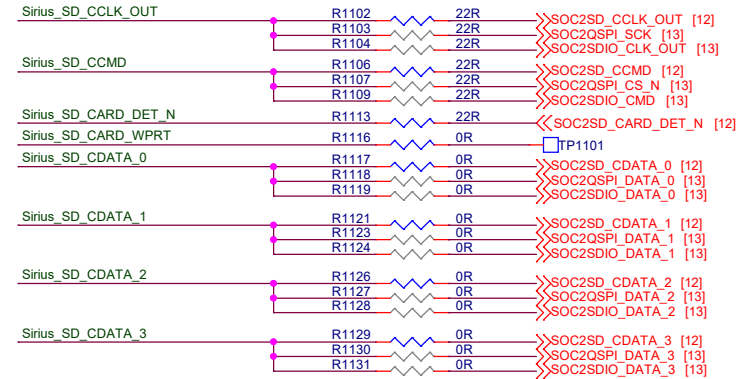 Sirius_SD_CCLK_OUT R1102 22R SOC2SD_CCLK_OUT [12]
R1103 22R SOC2QSPI_SCK [13]
R1104 22R SOC2SDIO_CLK_OUT [13]
Sirius_SD_CCMD R1106 22R SOC2SD_CCMD [12]
R1107 22R SOC2QSPI_CS_N [13]
R1109 22R SOC2SDIO_CMD [13]
Sirius_SD_CARD_DET_N R1113 22R SOC2SD_CARD_DET_N [12]
Sirius_SD_CARD_WPRT R1116 0R TP1101
Sirius_SD_CDATA_0 R1117 0R SOC2SD_CDATA_0 [12]
R1118 0R SOC2QSPI_DATA_0 [13]
R1119 0R SOC2SDIO_DATA_0 [13]
Sirius_SD_CDATA_1 R1121 0R SOC2SD_CDATA_1 [12]
R1123 0R SOC2QSPI_DATA_1 [13]
R1124 0R SOC2SDIO_DATA_1 [13]
Sirius_SD_CDATA_2 R1126 0R SOC2SD_CDATA_2 [12]
R1127 0R SOC2QSPI_DATA_2 [13]
R1128 0R SOC2SDIO_DATA_2 [13]
Sirius_SD_CDATA_3 R1129 0R SOC2SD_CDATA_3 [12]
R1130 0R SOC2QSPI_DATA_3 [13]
R1131 0R SOC2SDIO_DATA_3 [13]